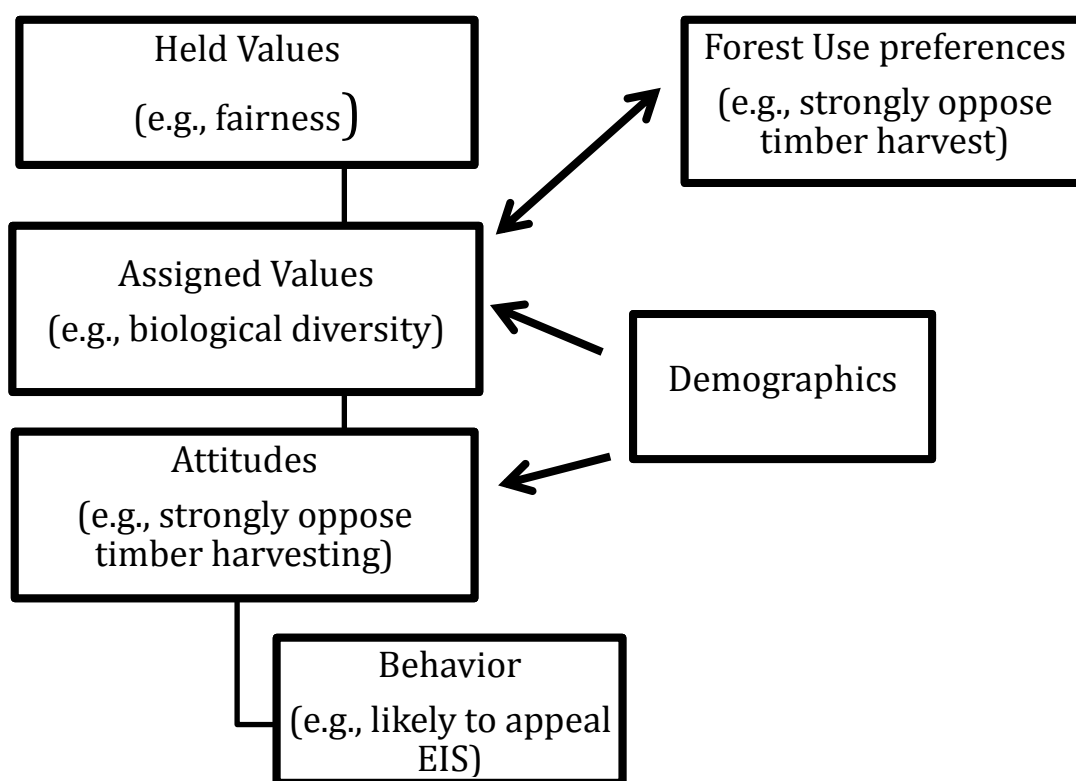 Held Values
(e.g., fairness)
Forest Use preferences
(e.g., strongly oppose
timber harvest)
Assigned Values
(e.g., biological diversity)
Demographics
Attitudes
(e.g., strongly oppose
timber harvesting)
Behavior
(e.g., likely to appeal
EIS)